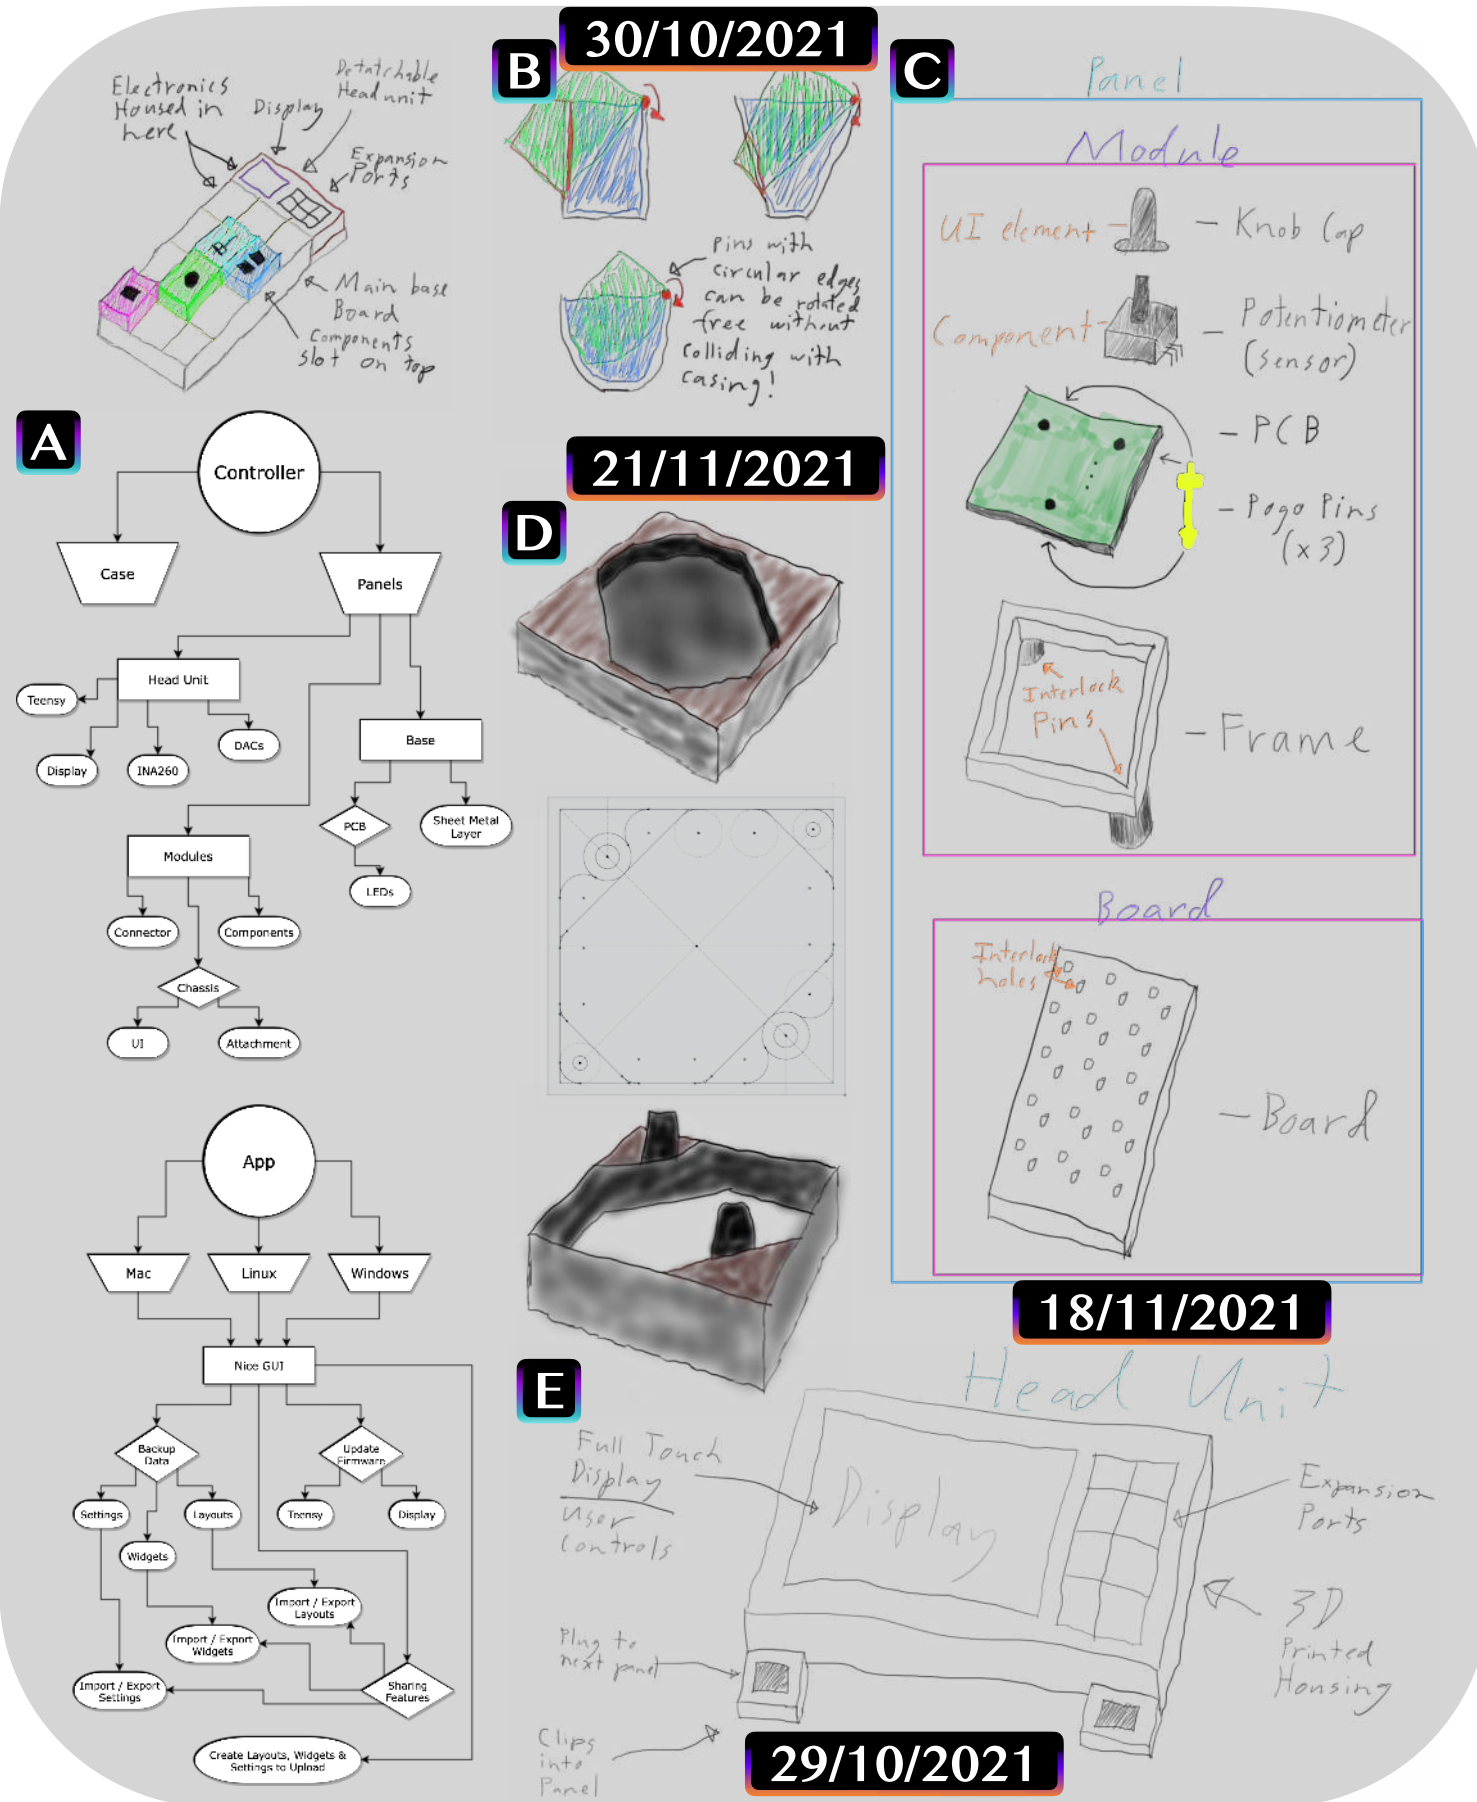 30/10/2021
B
C
Electronics
Housed in
here
Display
Detatchable
Head unit
Expansion
Ports
Main base
Board
Components
slot on top
Pins with
circular edges
can be rotated
free without
colliding with
casing!
Panel
Module
UI element
- Knob Cap
Component
- Potentiometer
(sensor)
- PCB
- Pogo Pins
(x3)
Interlock
Pins
- Frame
Board
Interlock
holes
- Board
18/11/2021
A
Controller
Case
Panels
Head Unit
Teensy
Display
INA260
DACs
Base
PCB
Sheet Metal
Layer
LEDs
Modules
Connector
Components
Chassis
UI
Attachment
App
Mac
Linux
Windows
Nice GUI
Backup
Data
Update
Firmware
Settings
Layouts
Teensy
Display
Widgets
Import / Export
Layouts
Import / Export
Widgets
Import / Export
Settings
Sharing
Features
Create Layouts, Widgets &
Settings to Upload
21/11/2021
D
E
Head Unit
Full Touch
Display
User
Controls
Display
Expansion
Ports
3D
Printed
Housing
Plug to
next panel
Clips
into
Panel
29/10/2021